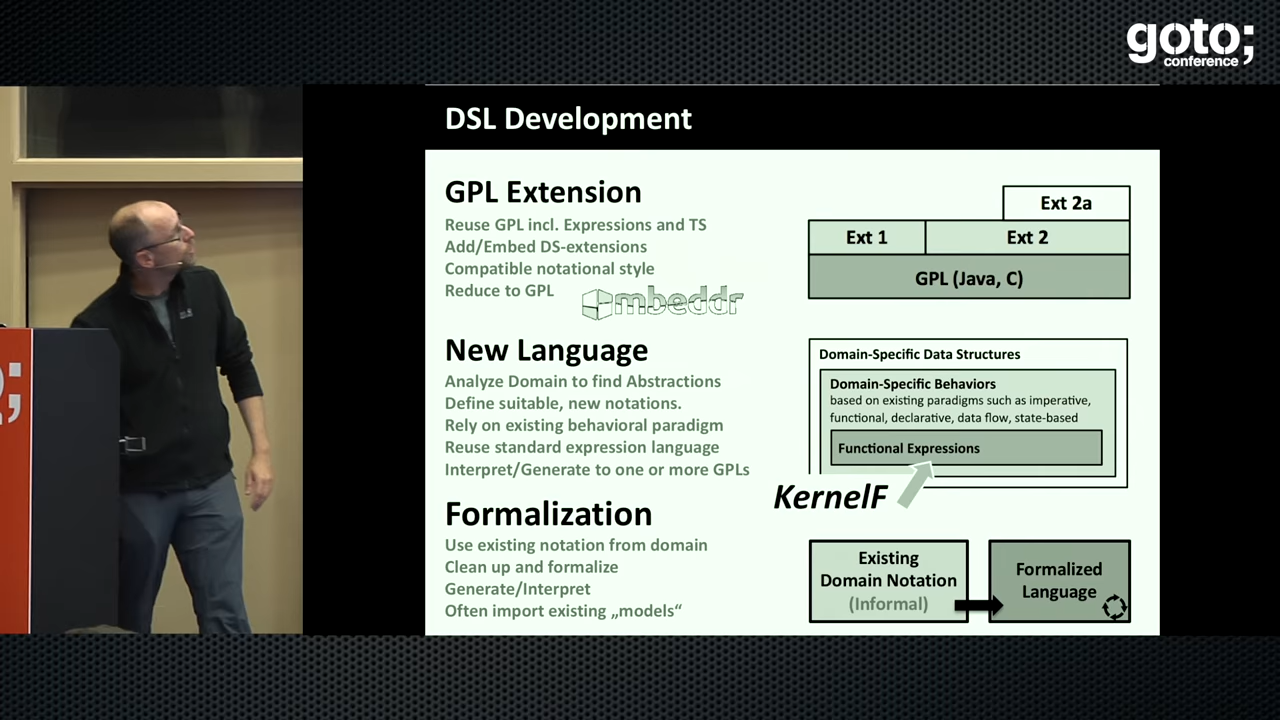 goto;
conference
DSL Development
GPL Extension
Reuse GPL incl. Expressions and TS
Add/Embed DS-extensions
Compatible notational style
Reduce to GPL
mbeddr
Ext 2a
Ext 1
Ext 2
GPL (Java, C)
New Language
Analyze Domain to find Abstractions
Define suitable, new notations.
Rely on existing behavioral paradigm
Reuse standard expression language
Interpret/Generate to one or more GPLs
Domain-Specific Data Structures
Domain-Specific Behaviors
based on existing paradigms such as imperative,
functional, declarative, data flow, state-based
Functional Expressions
KernelF
Formalization
Use existing notation from domain
Clean up and formalize
Generate/Interpret
Often import existing „models“
Existing
Domain Notation
(Informal)
Formalized
Language